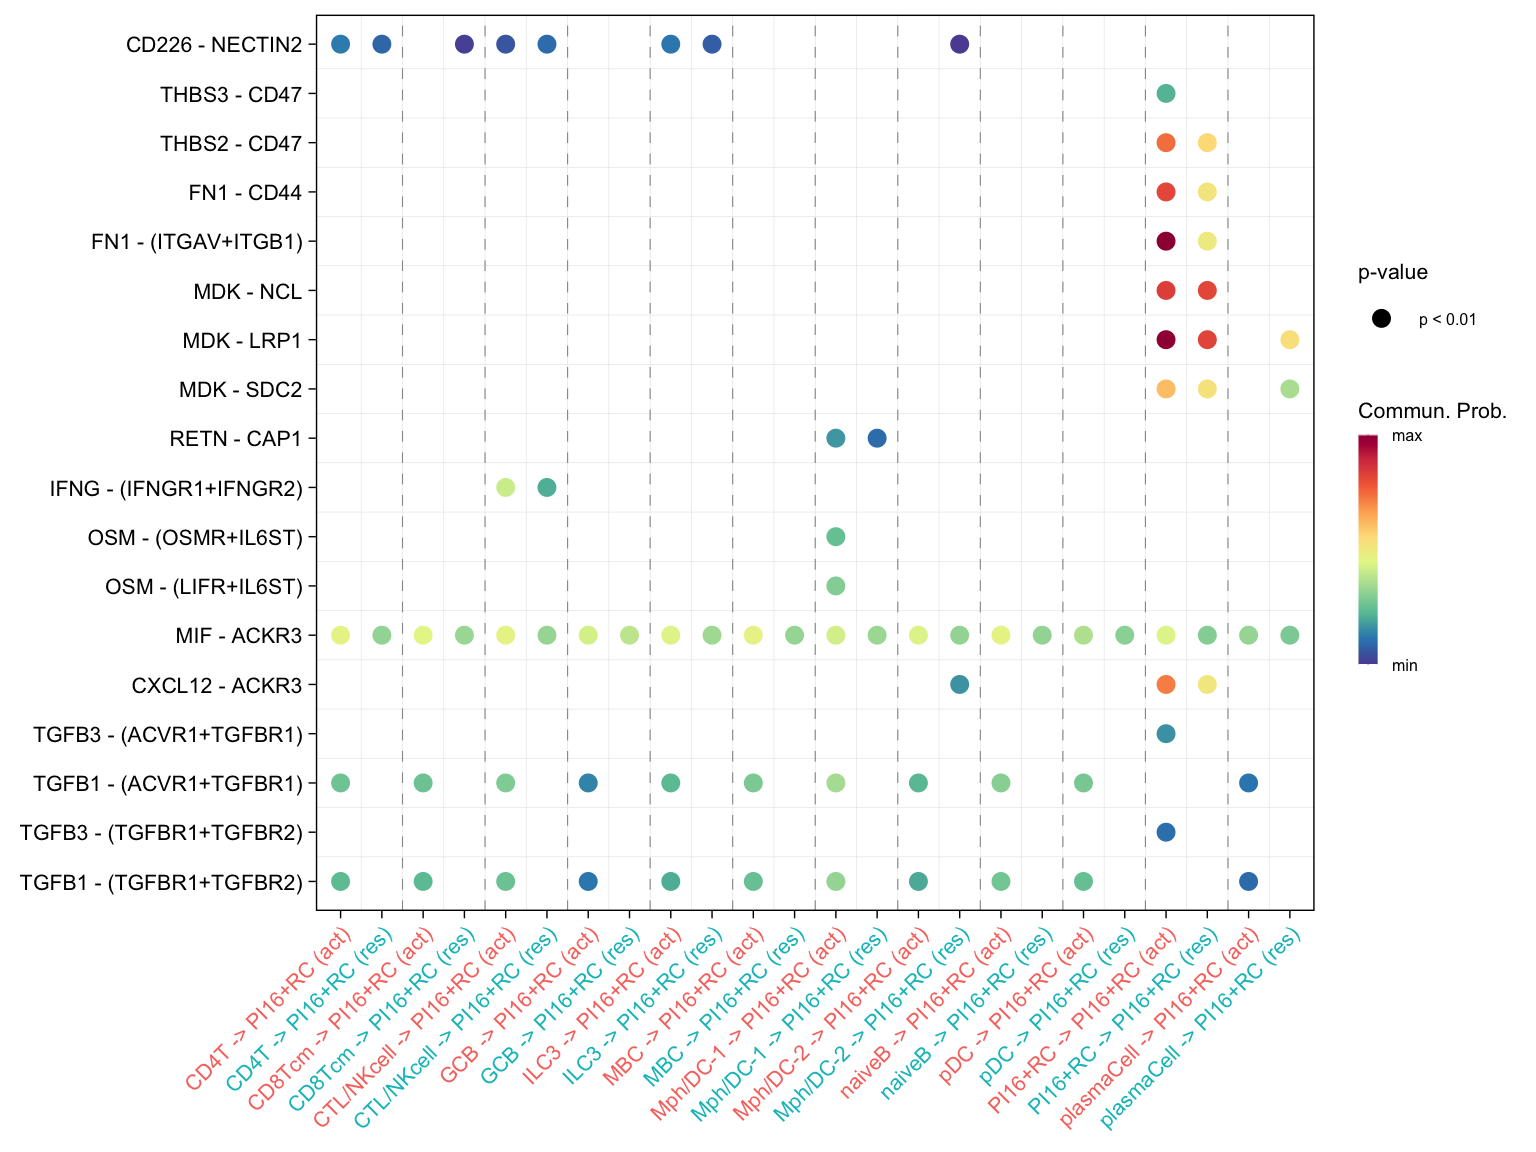 CD226 - NECTIN2
THBS3 - CD47
THBS2 - CD47
FN1 - CD44
FN1 - (ITGAV+ITGB1)
MDK - NCL
MDK - LRP1
MDK - SDC2
RETN - CAP1
IFNG - (IFNGR1+IFNGR2)
OSM - (OSMR+IL6ST)
OSM - (LIFR+IL6ST)
MIF - ACKR3
CXCL12 - ACKR3
TGFB3 - (ACVR1+TGFBR1)
TGFB1 - (ACVR1+TGFBR1)
TGFB3 - (TGFBR1+TGFBR2)
TGFB1 - (TGFBR1+TGFBR2)
CD4T -> PI16+RC (act)
CD4T -> PI16+RC (res)
CD8Tcm -> PI16+RC (act)
CD8Tcm -> PI16+RC (res)
CTL/NKcell -> PI16+RC (act)
CTL/NKcell -> PI16+RC (res)
GCB -> PI16+RC (act)
GCB -> PI16+RC (res)
ILC3 -> PI16+RC (act)
ILC3 -> PI16+RC (res)
MBC -> PI16+RC (act)
MBC -> PI16+RC (res)
Mph/DC-1 -> PI16+RC (act)
Mph/DC-1 -> PI16+RC (res)
Mph/DC-2 -> PI16+RC (act)
Mph/DC-2 -> PI16+RC (res)
naiveB -> PI16+RC (act)
naiveB -> PI16+RC (res)
pDC -> PI16+RC (act)
pDC -> PI16+RC (res)
PI16+RC -> PI16+RC (act)
PI16+RC -> PI16+RC (res)
plasmaCell -> PI16+RC (act)
plasmaCell -> PI16+RC (res)
p-value
p < 0.01
Commun. Prob.
max
min